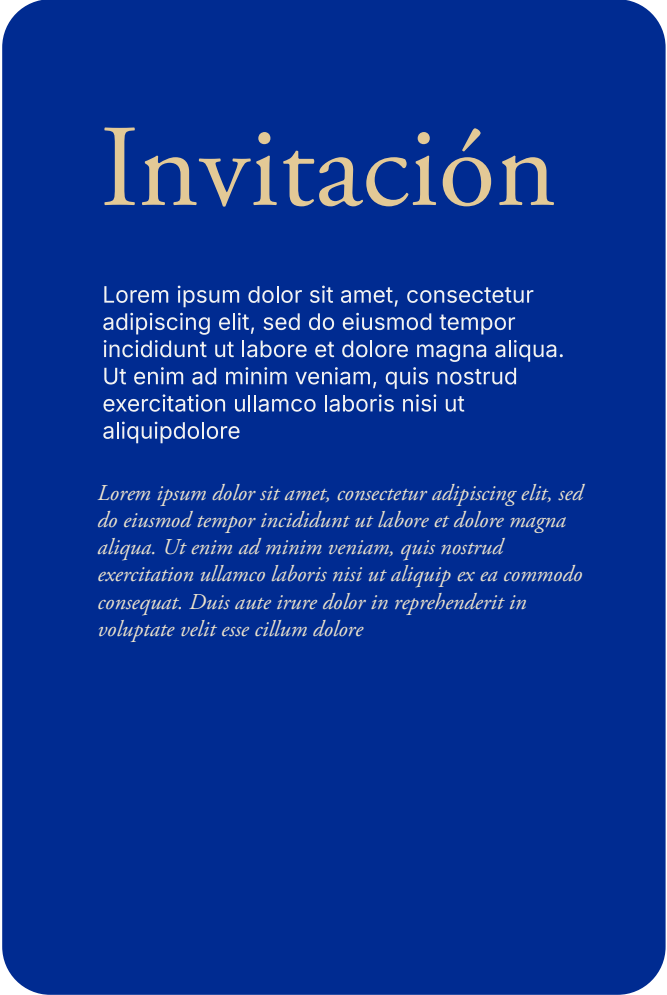 Invitación
Lorem ipsum dolor sit amet, consectetur
adipiscing elit, sed do eiusmod tempor
incididunt ut labore et dolore magna aliqua.
Ut enim ad minim veniam, quis nostrud
exercitation ullamco laboris nisi ut
aliquipdolore
Lorem ipsum dolor sit amet, consectetur adipiscing elit, sed
do eiusmod tempor incididunt ut labore et dolore magna
aliqua. Ut enim ad minim veniam, quis nostrud
exercitation ullamco laboris nisi ut aliquip ex ea commodo
consequat. Duis aute irure dolor in reprehenderit in
voluptate velit esse cillum dolore